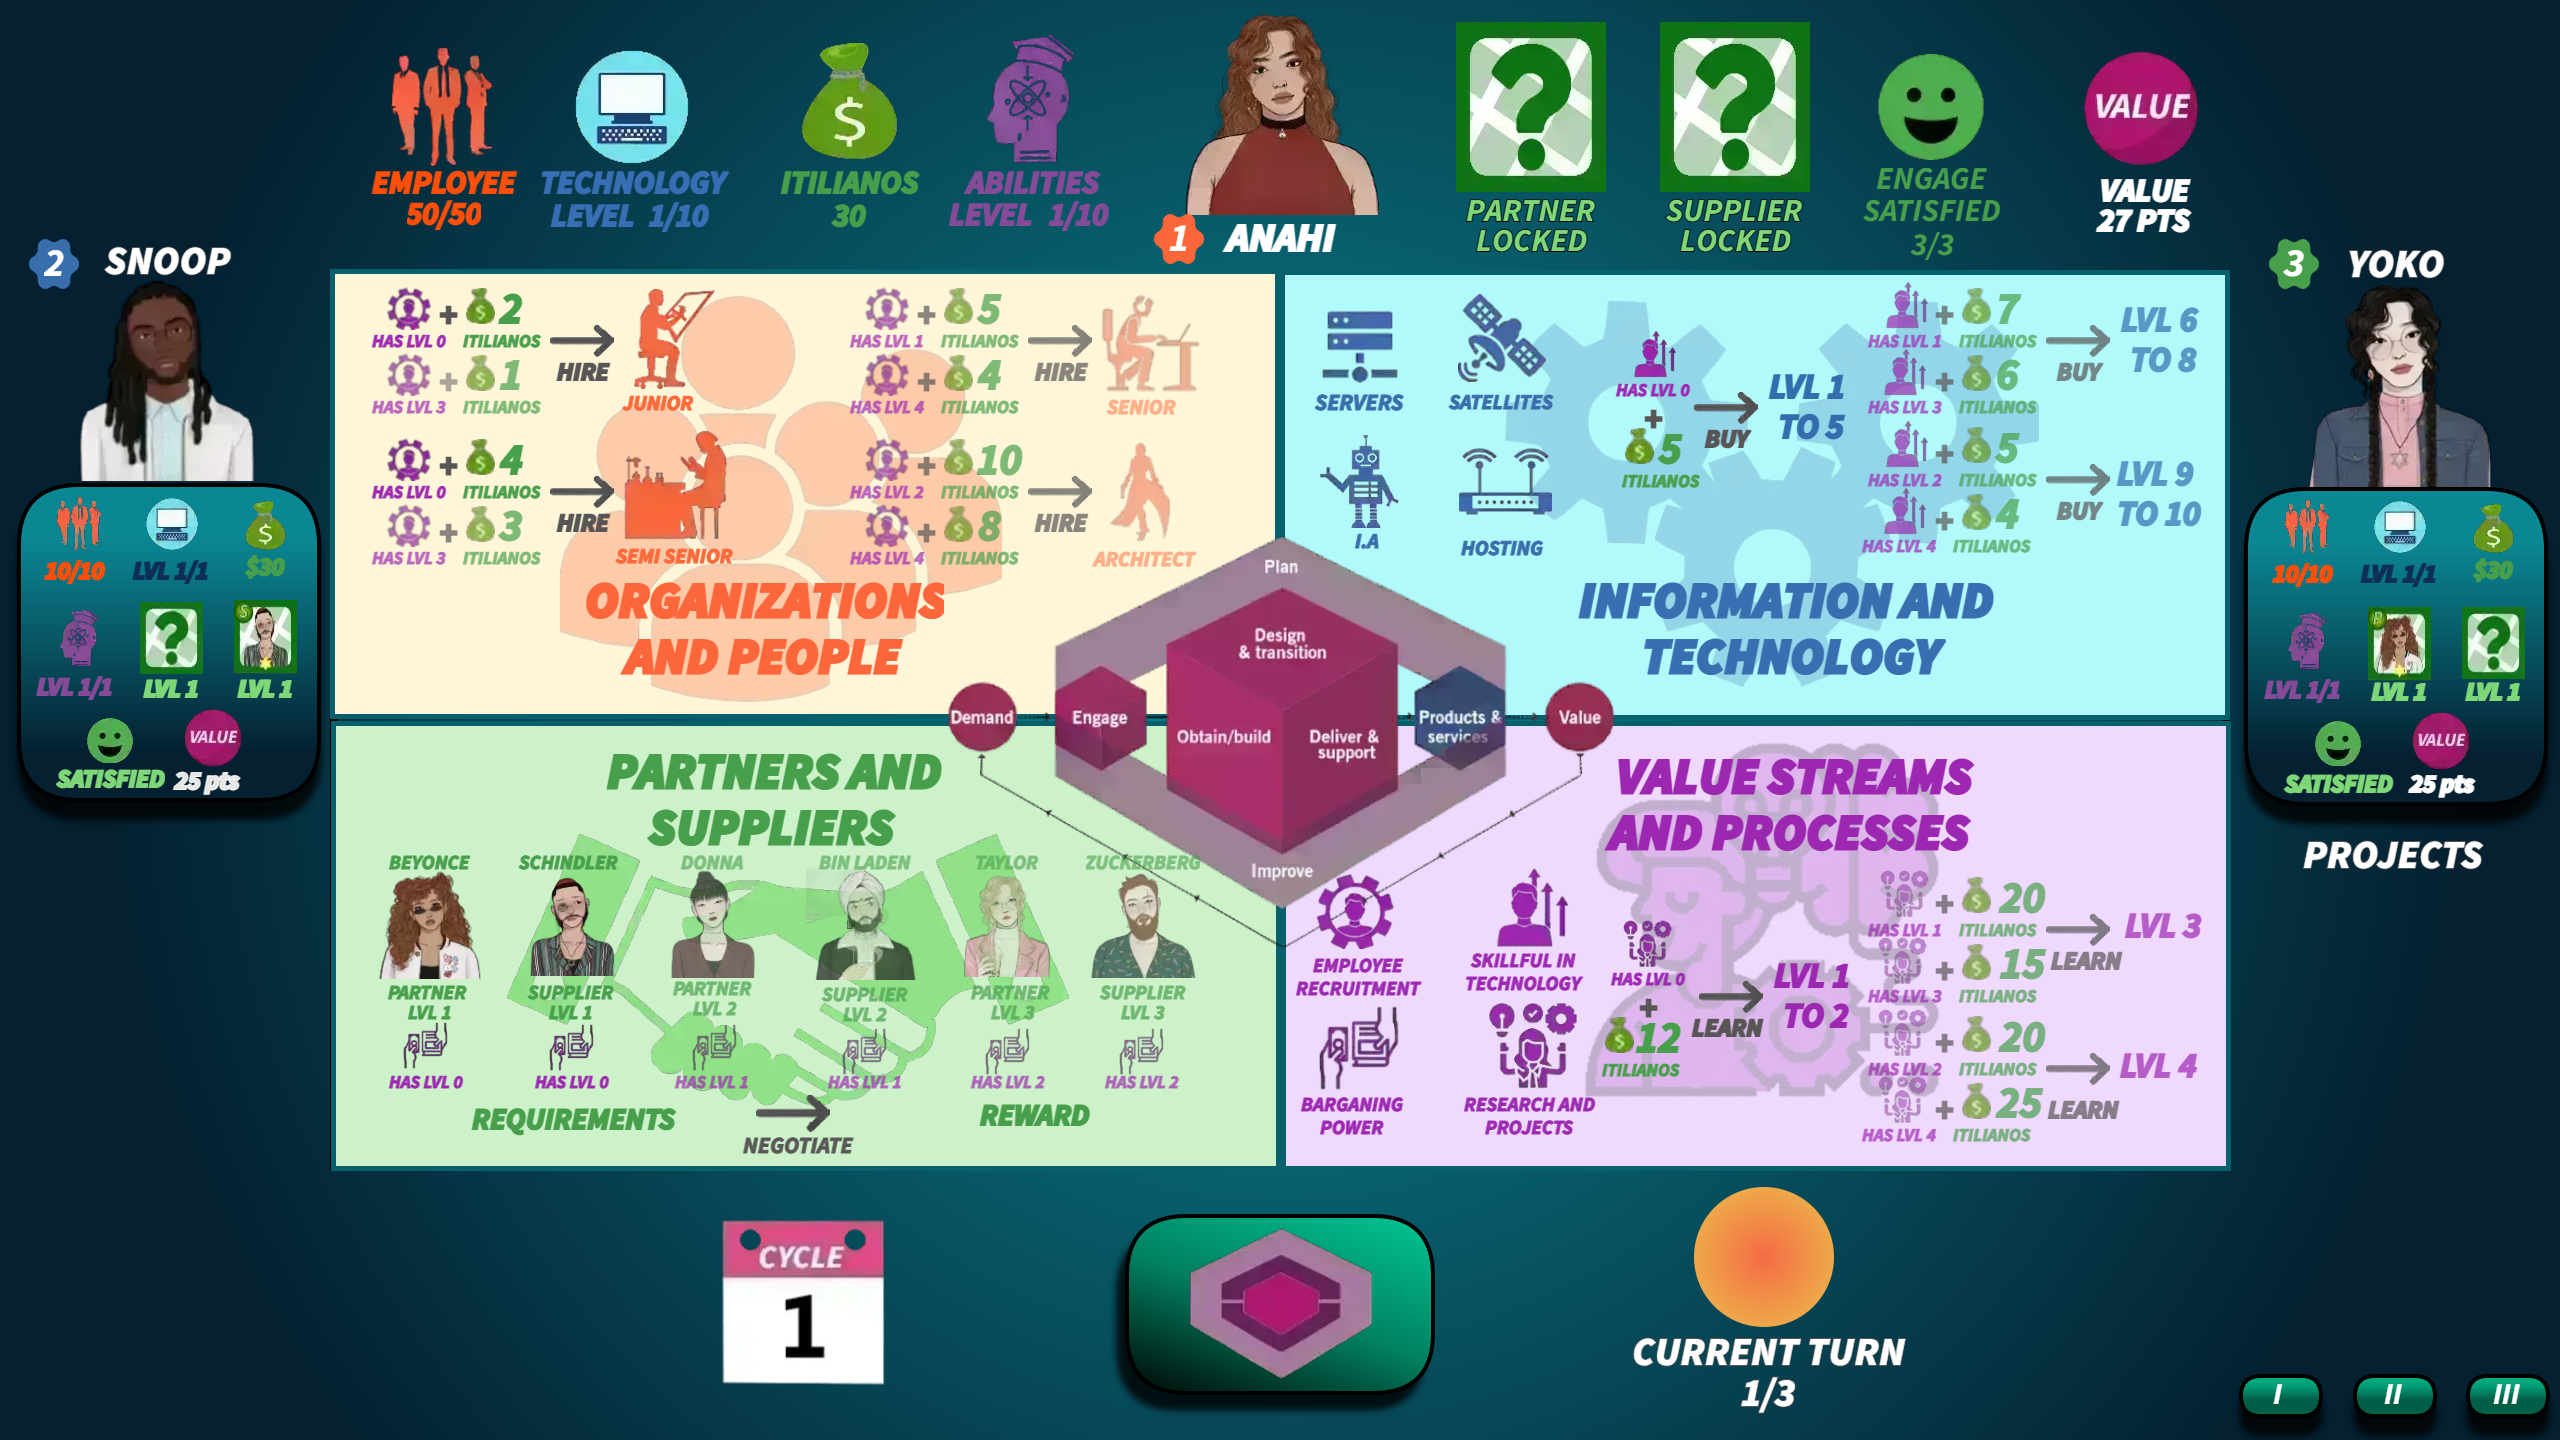 EMPLOYEE
50/50
TECHNOLOGY
LEVEL 1/10
$
ITILIANOS
30
ABILITIES
LEVEL 1/10
1 ANAHI
?
PARTNER
LOCKED
?
SUPPLIER
LOCKED
ENGAGE
SATISFIED
3/3
VALUE
VALUE
27 PTS
2 SNOOP
10/10 LVL 1/1 $30
LVL 1/1 LVL 1 LVL 1
VALUE
SATISFIED 25 pts
3 YOKO
10/10 LVL 1/1 $30
LVL 1/1 LVL 1 LVL 1
VALUE
SATISFIED 25 pts
PROJECTS
+ 2
HAS LVL 0 ITILIANOS
+ 1
HAS LVL 3 ITILIANOS
HIRE
JUNIOR
+ 5
HAS LVL 1 ITILIANOS
+ 4
HAS LVL 4 ITILIANOS
HIRE
SENIOR
+ 4
HAS LVL 0 ITILIANOS
+ 3
HAS LVL 3 ITILIANOS
HIRE
SEMI SENIOR
+ 10
HAS LVL 2 ITILIANOS
+ 8
HAS LVL 4 ITILIANOS
HIRE
ARCHITECT
ORGANIZATIONS
AND PEOPLE
SERVERS
SATELLITES
I.A
HOSTING
HAS LVL 0
+
5
ITILIANOS
BUY
LVL 1
TO 5
+ 7
HAS LVL 1 ITILIANOS
+ 6
HAS LVL 3 ITILIANOS
BUY
LVL 6
TO 8
+ 5
HAS LVL 2 ITILIANOS
+ 4
HAS LVL 4 ITILIANOS
BUY
LVL 9
TO 10
INFORMATION AND
TECHNOLOGY
Plan
Design
& transition
Demand
Engage
Obtain/build
Deliver &
support
Products &
services
Value
Improve
PARTNERS AND
SUPPLIERS
BEYONCE
PARTNER
LVL 1
HAS LVL 0
SCHINDLER
SUPPLIER
LVL 1
HAS LVL 0
DONNA
PARTNER
LVL 2
HAS LVL 1
BIN LADEN
SUPPLIER
LVL 2
HAS LVL 1
TAYLOR
PARTNER
LVL 3
HAS LVL 2
ZUCKERBERG
SUPPLIER
LVL 3
HAS LVL 2
REQUIREMENTS
NEGOTIATE
REWARD
VALUE STREAMS
AND PROCESSES
EMPLOYEE
RECRUITMENT
SKILLFUL IN
TECHNOLOGY
BARGANING
POWER
RESEARCH AND
PROJECTS
HAS LVL 0
+
12
ITILIANOS
LEARN
LVL 1
TO 2
+ 20
HAS LVL 1 ITILIANOS
+ 15
HAS LVL 3 ITILIANOS
LEARN
LVL 3
+ 20
HAS LVL 2 ITILIANOS
+ 25
HAS LVL 4 ITILIANOS
LEARN
LVL 4
CYCLE
1
CURRENT TURN
1/3
I
II
III